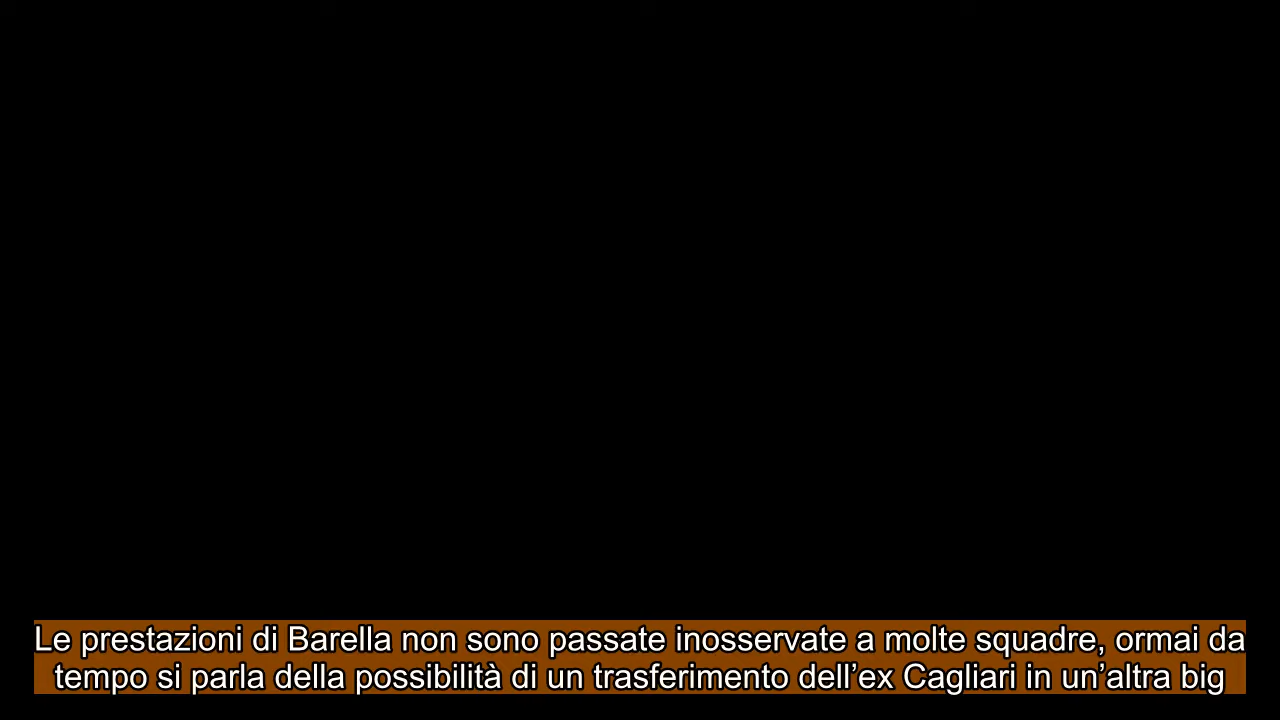 Le prestazioni di Barella non sono passate inosservate a molte squadre, ormai da
tempo si parla della possibilità di un trasferimento dell’ex Cagliari in un’altra big